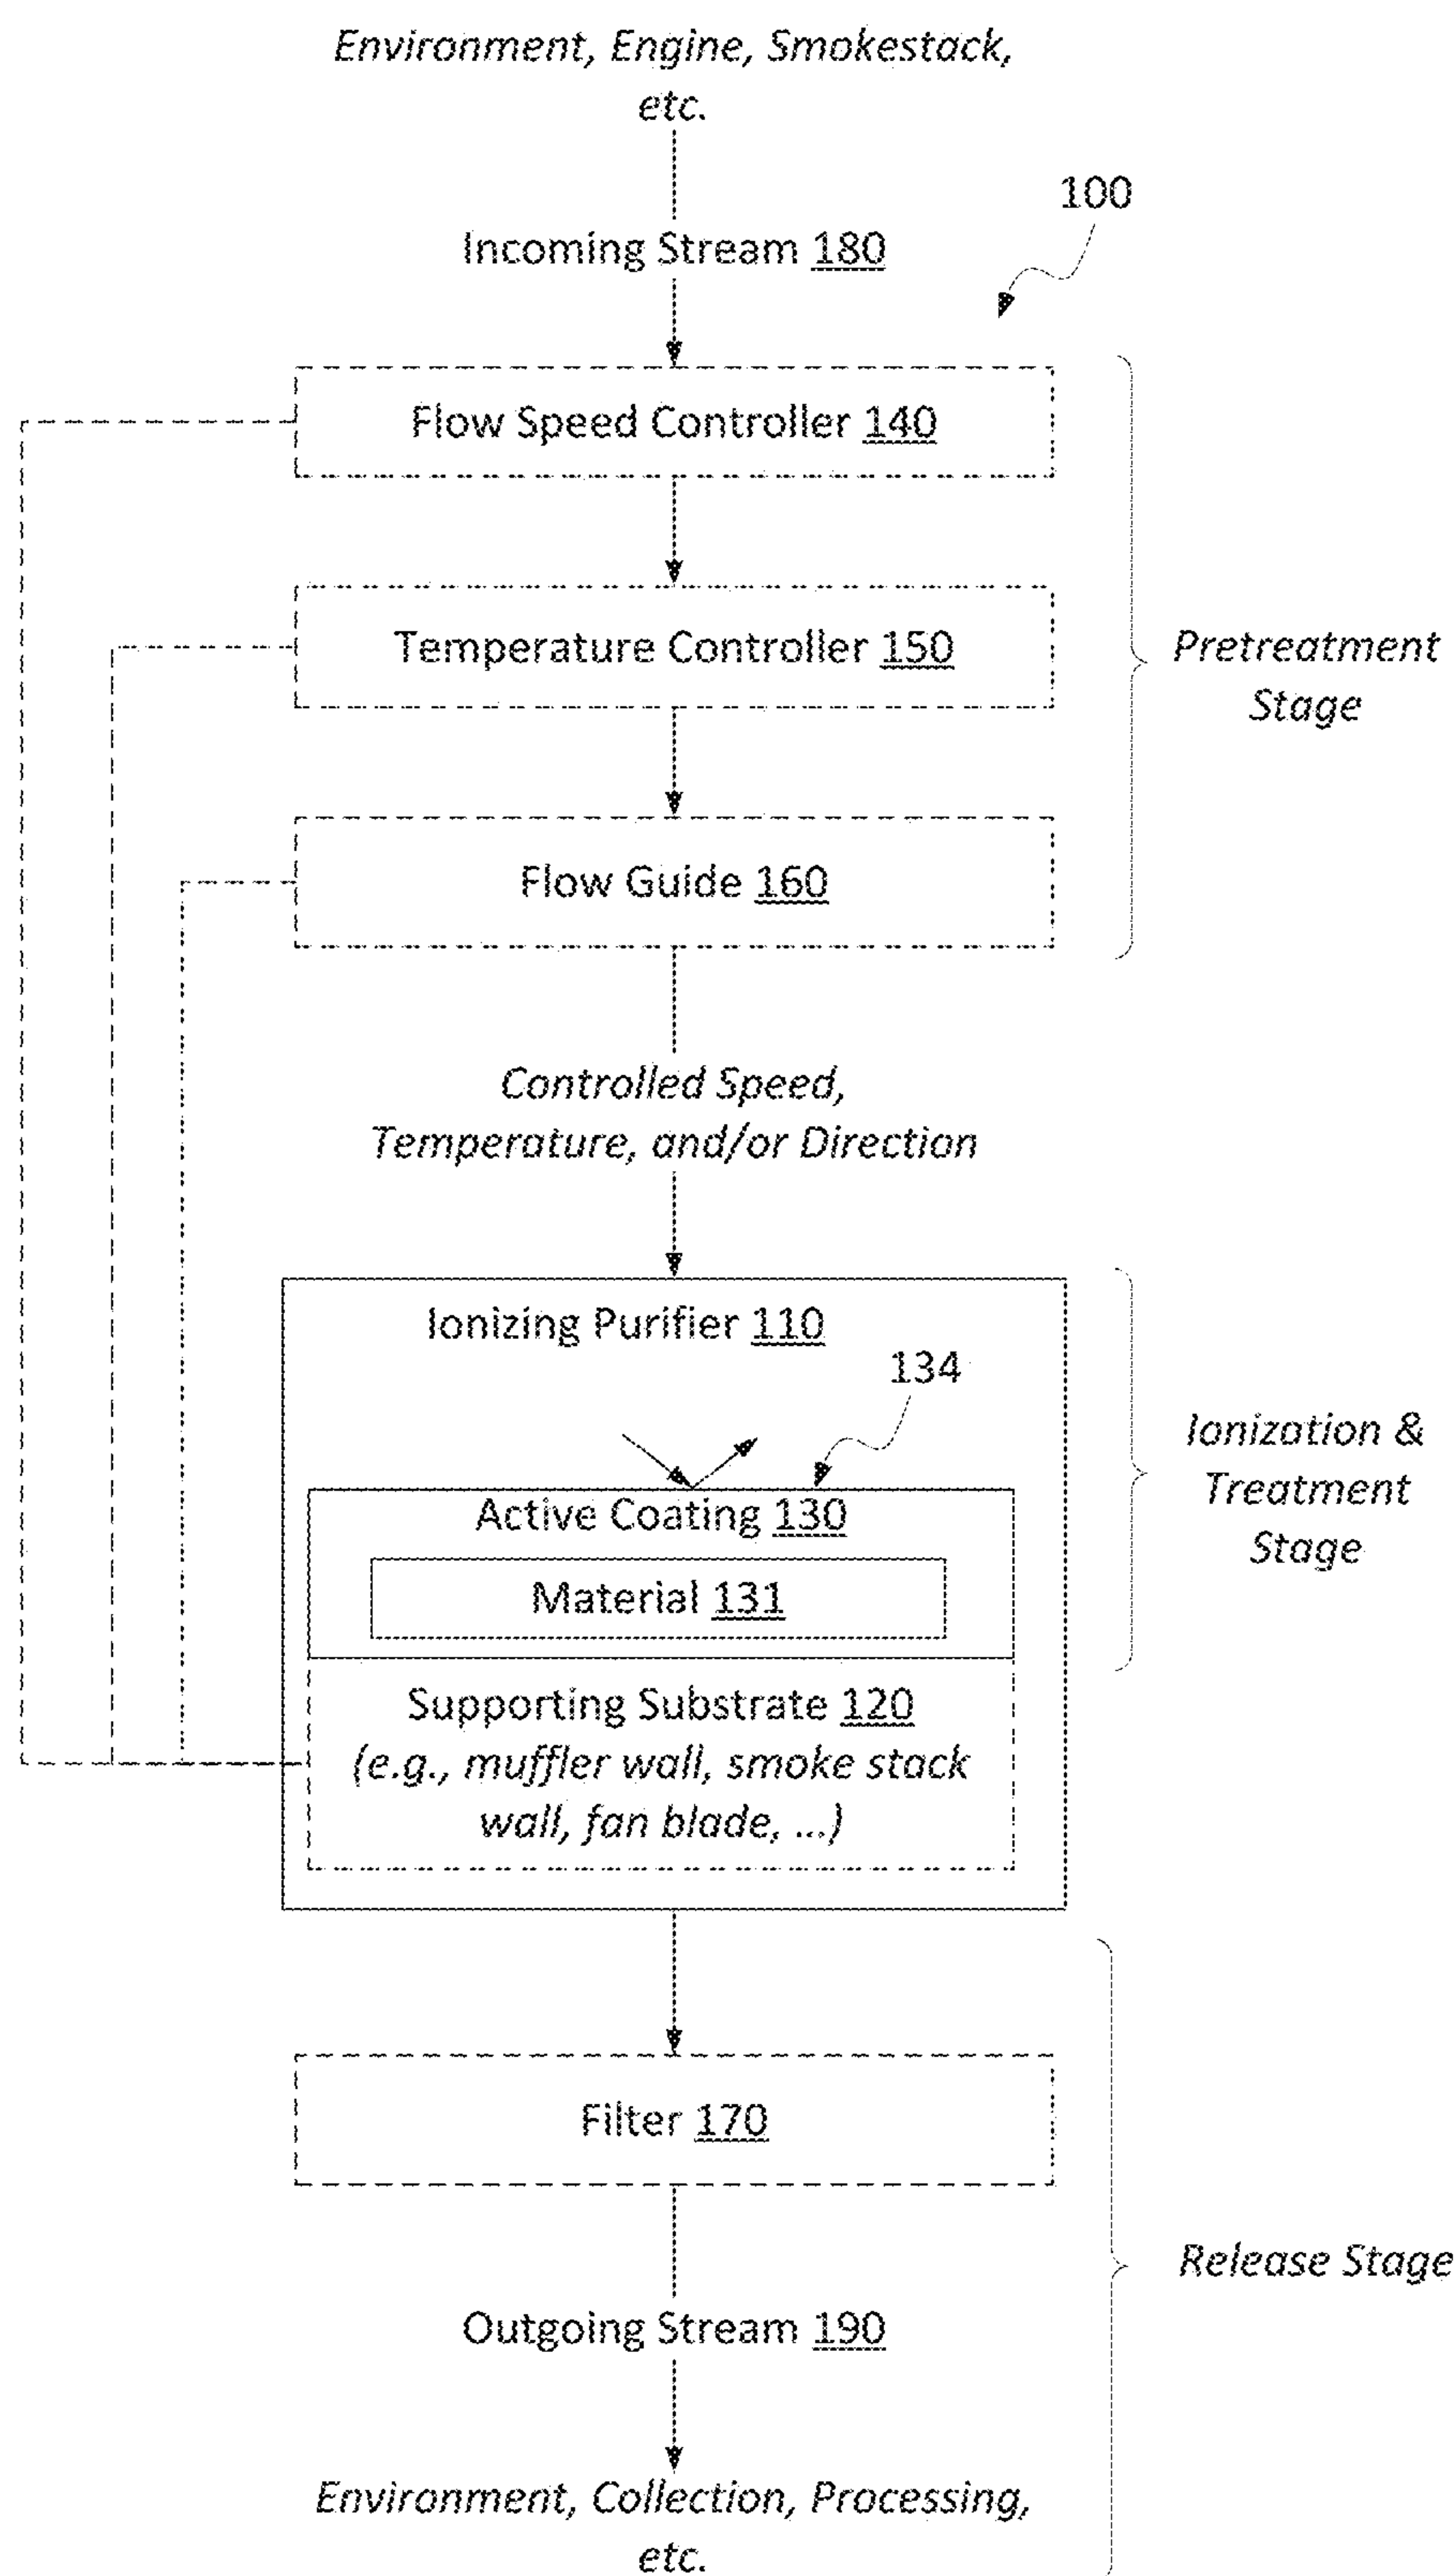 Environment, Engine, Smokestack,
etc.
100
Incoming Stream 180
Flow Speed Controller 140
Temperature Controller 150
Pretreatment
Stage
Flow Guide 160
Controlled Speed,
Temperature, and/or Direction
Ionizing Purifier 110
134
Ionization &
Treatment
Stage
Active Coating 130
Material 131
Supporting Substrate 120
(e.g., muffler wall, smoke stack
wall, fan blade, ...)
Filter 170
Release Stage
Outgoing Stream 190
Environment, Collection, Processing,
etc.